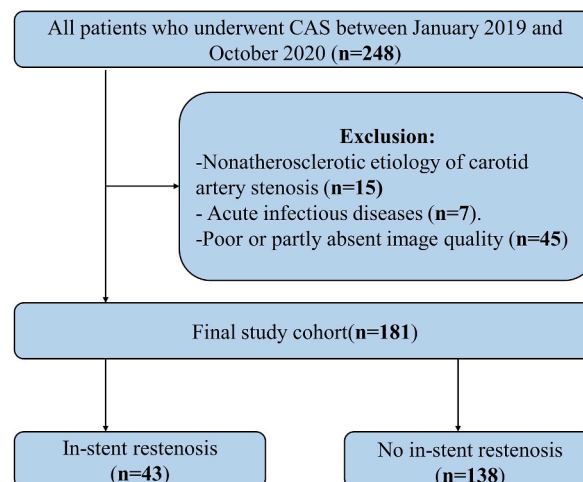 All patients who underwent CAS between January 2019 and
October 2020 (n=248)
Exclusion:
-Nonatherosclerotic etiology of carotid
artery stenosis (n=15)
- Acute infectious diseases (n=7).
-Poor or partly absent image quality (n=45)
Final study cohort(n=181)
In-stent restenosis
(n=43)
No in-stent restenosis
(n=138)